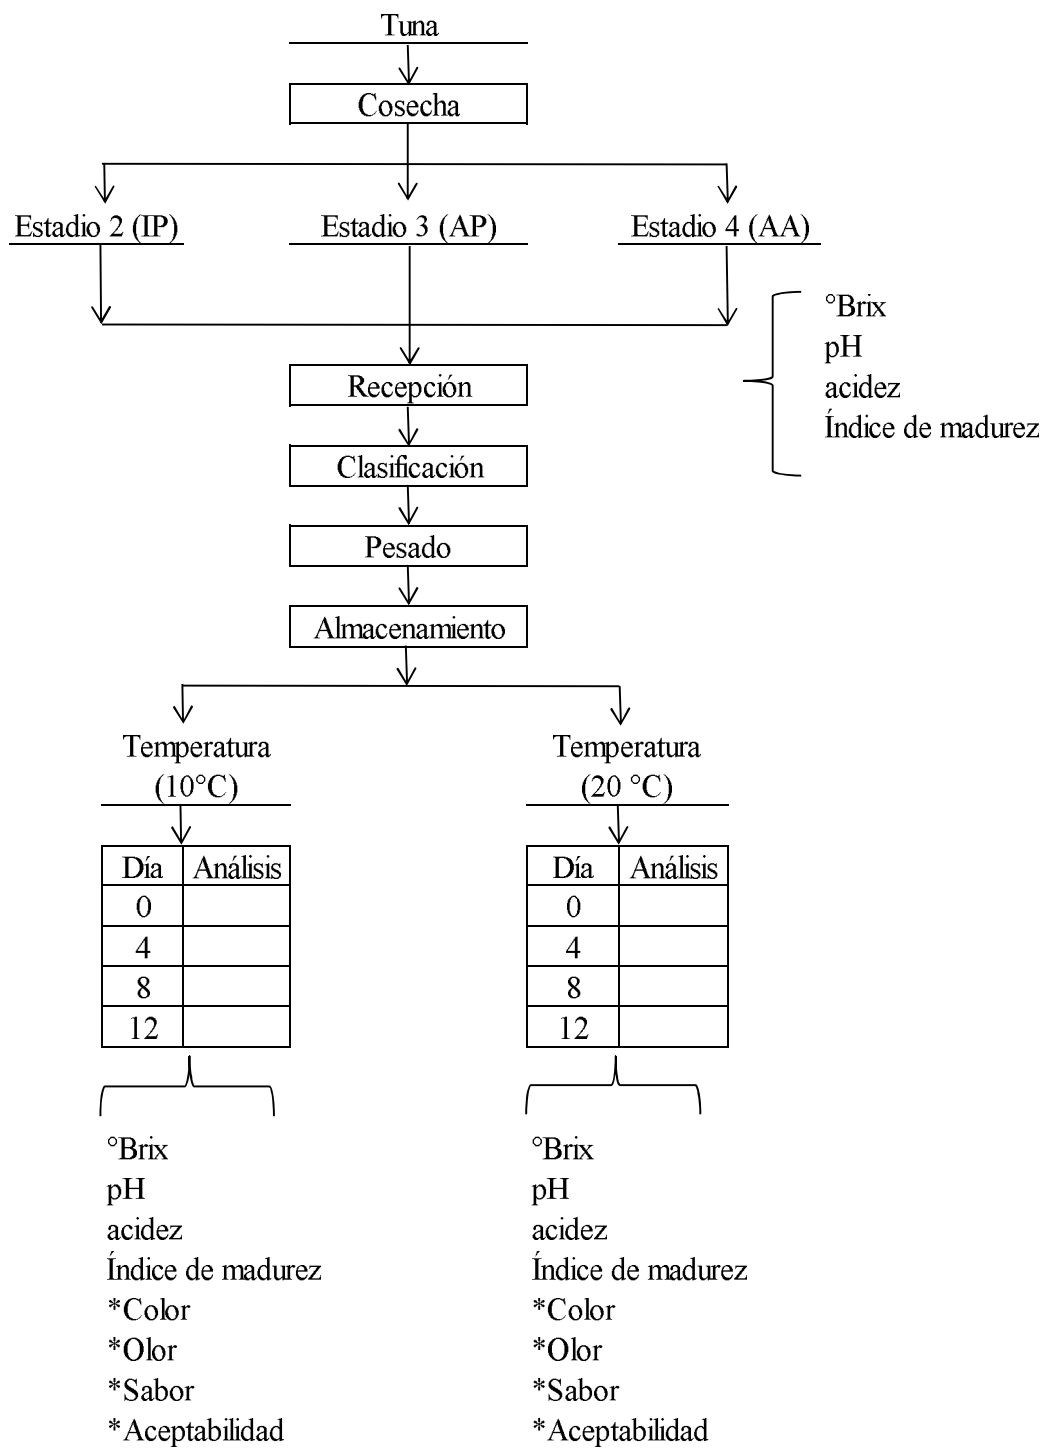 Tuna
Cosecha
Estadio 2 (IP)
Estadio 3 (AP)
Estadio 4 (AA)
°Brix
pH
acidez
Índice de madurez
Recepción
Clasificación
Pesado
Almacenamiento
Temperatura
(10°C)
Día Análisis
0
4
8
12
°Brix
pH
acidez
Índice de madurez
*Color
*Olor
*Sabor
*Aceptabilidad
Temperatura
(20 °C)
Día Análisis
0
4
8
12
°Brix
pH
acidez
Índice de madurez
*Color
*Olor
*Sabor
*Aceptabilidad